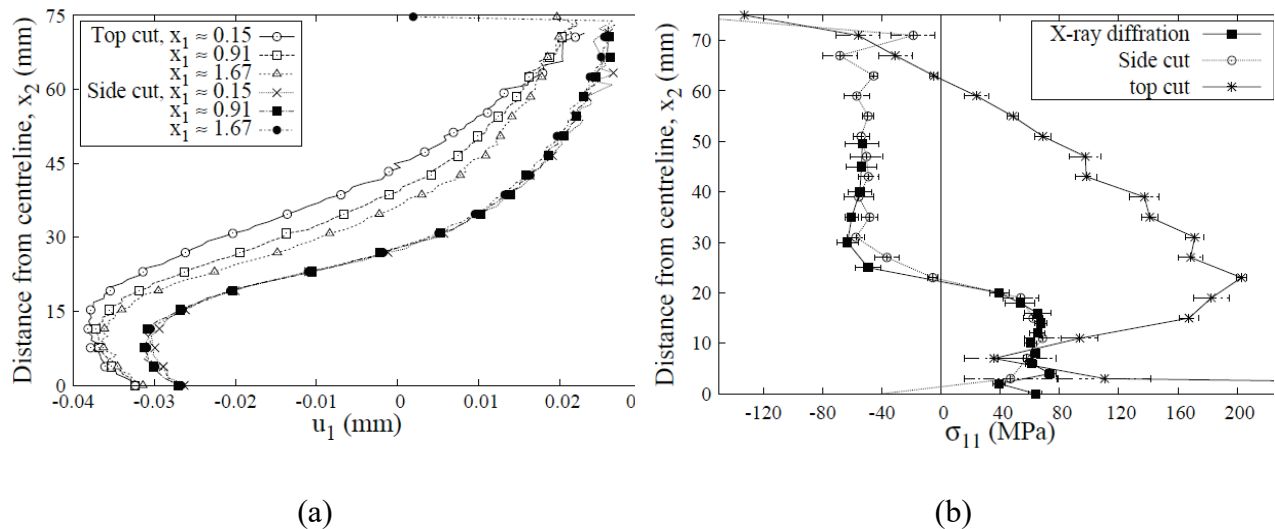 75
60
45
30
15
0
Distance from centreline, x2 (mm)
Top cut, x1 ≈ 0.15
x1 ≈ 0.91
x1 ≈ 1.67
Side cut, x1 ≈ 0.15
x1 ≈ 0.91
x1 ≈ 1.67
-0.04 -0.03 -0.02 -0.01 0 0.01 0.02 0
u1 (mm)
(a)
70
60
50
40
30
20
10
0
Distance from centreline, x2 (mm)
X-ray diffration
Side cut
top cut
-120 -80 -40 0 40 80 120 160 200
σ11 (MPa)
(b)